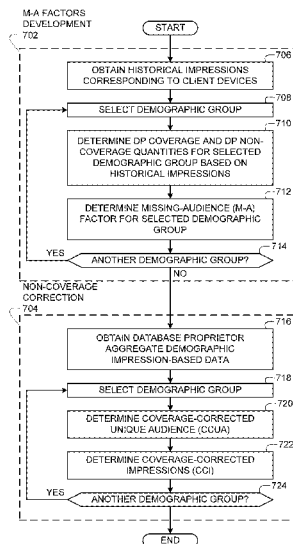 M-A FACTORS
DEVELOPMENT
702
START
706
OBTAIN HISTORICAL IMPRESSIONS
CORRESPONDING TO CLIENT DEVICES
708
SELECT DEMOGRAPHIC GROUP
710
DETERMINE DP COVERAGE AND DP NON-
COVERAGE QUANTITIES FOR SELECTED
DEMOGRAPHIC GROUP BASED ON
HISTORICAL IMPRESSIONS
712
DETERMINE MISSING-AUDIENCE (M-A)
FACTOR FOR SELECTED DEMOGRAPHIC
GROUP
714
YES
ANOTHER DEMOGRAPHIC GROUP?
NO
NON-COVERAGE
CORRECTION
704
716
OBTAIN DATABASE PROPRIETOR
AGGREGATE DEMOGRAPHIC
IMPRESSION-BASED DATA
718
SELECT DEMOGRAPHIC GROUP
720
DETERMINE COVERAGE-CORRECTED
UNIQUE AUDIENCE (CCUA)
722
DETERMINE COVERAGE-CORRECTED
IMPRESSIONS (CCI)
724
YES
ANOTHER DEMOGRAPHIC GROUP?
END